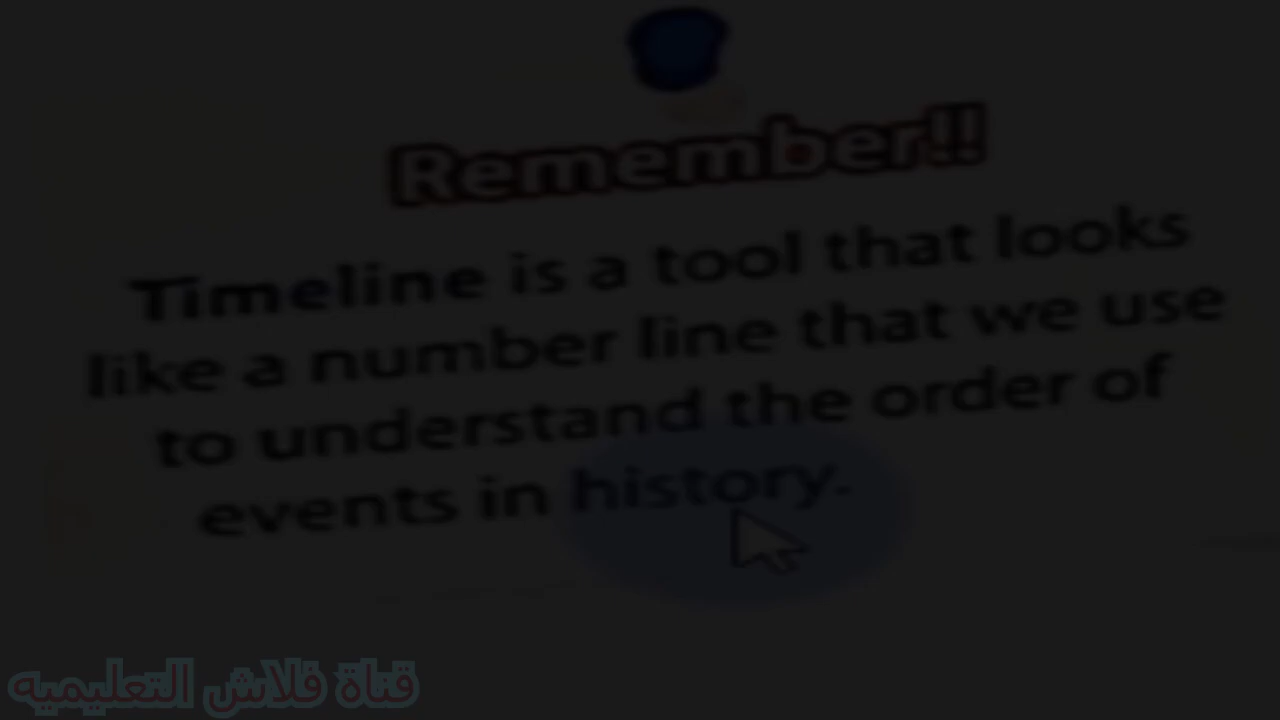 Remember!!
Timeline is a tool that looks
like a number line that we use
to understand the order of
events in history.
قناة فلاش التعليميه